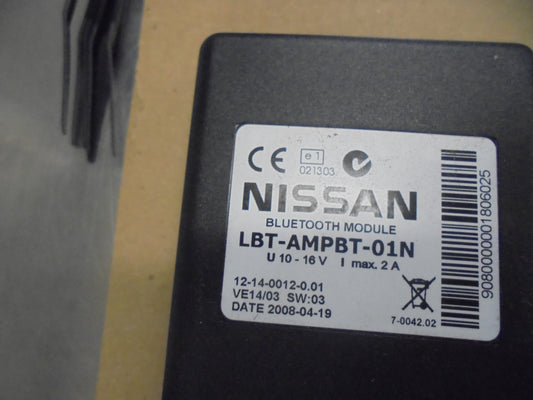 CE e1 021303
NISSAN
BLUETOOTH MODULE
LBT-AMPBT-01N
U 10 - 16 V I max. 2 A
12-14-0012-0.01
VE14/03 SW:03
DATE 2008-04-19
7-0042.02
9080000001806025